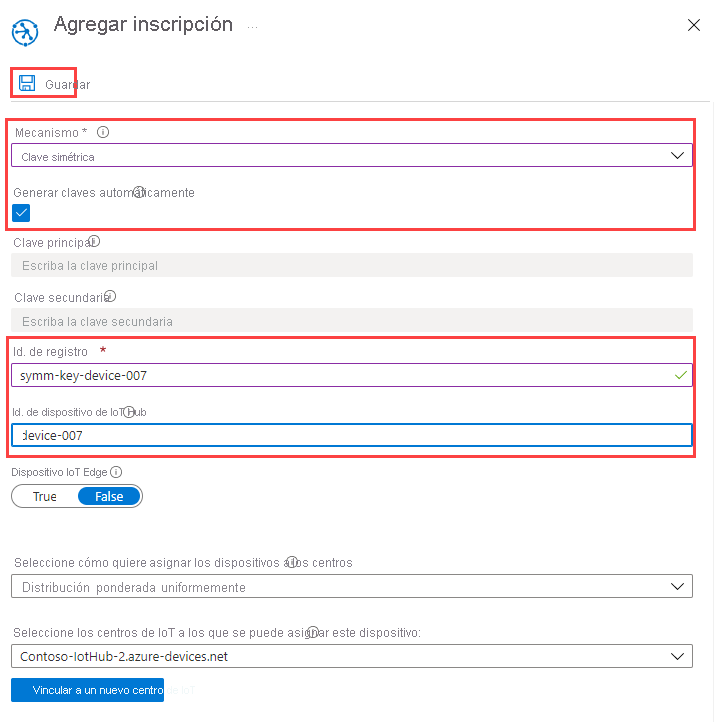 Agregar inscripción ...
Guardar
Mecanismo *
Clave simétrica
Generar claves automáticamente
Clave principal
Escriba la clave principal
Clave secundaria
Escriba la clave secundaria
Id. de registro *
symm-key-device-007
Id. de dispositivo de IoT Hub
device-007
Dispositivo IoT Edge
True False
Seleccione cómo quiere asignar los dispositivos a los centros
Distribución ponderada uniformemente
Seleccione los centros de IoT a los que se puede asignar este dispositivo:
Contoso-IotHub-2.azure-devices.net
Vincular a un nuevo centro